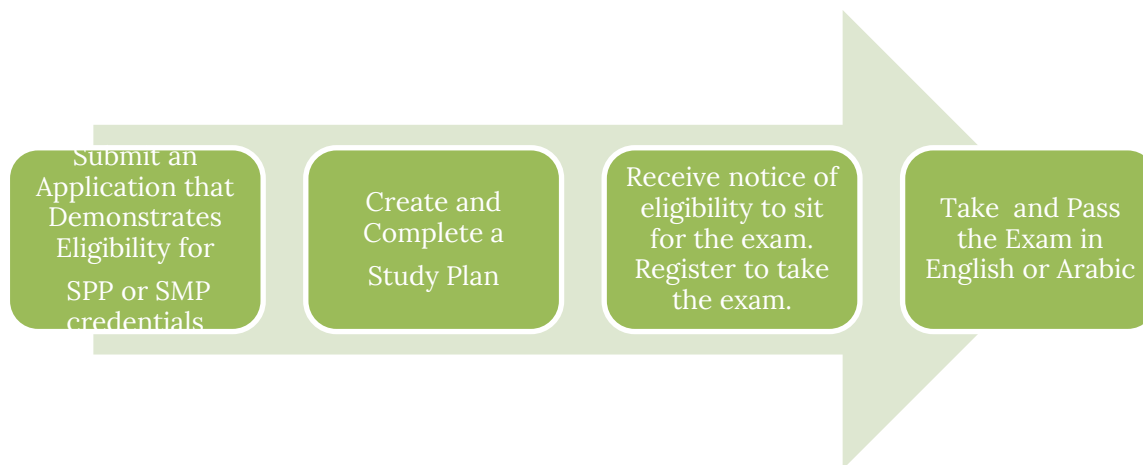 Submit an
Application that
Demonstrates
Eligibility for
SPP or SMP
credentials
Create and
Complete a
Study Plan
Receive notice of
eligibility to sit
for the exam.
Register to take
the exam.
Take and Pass
the Exam in
English or Arabic